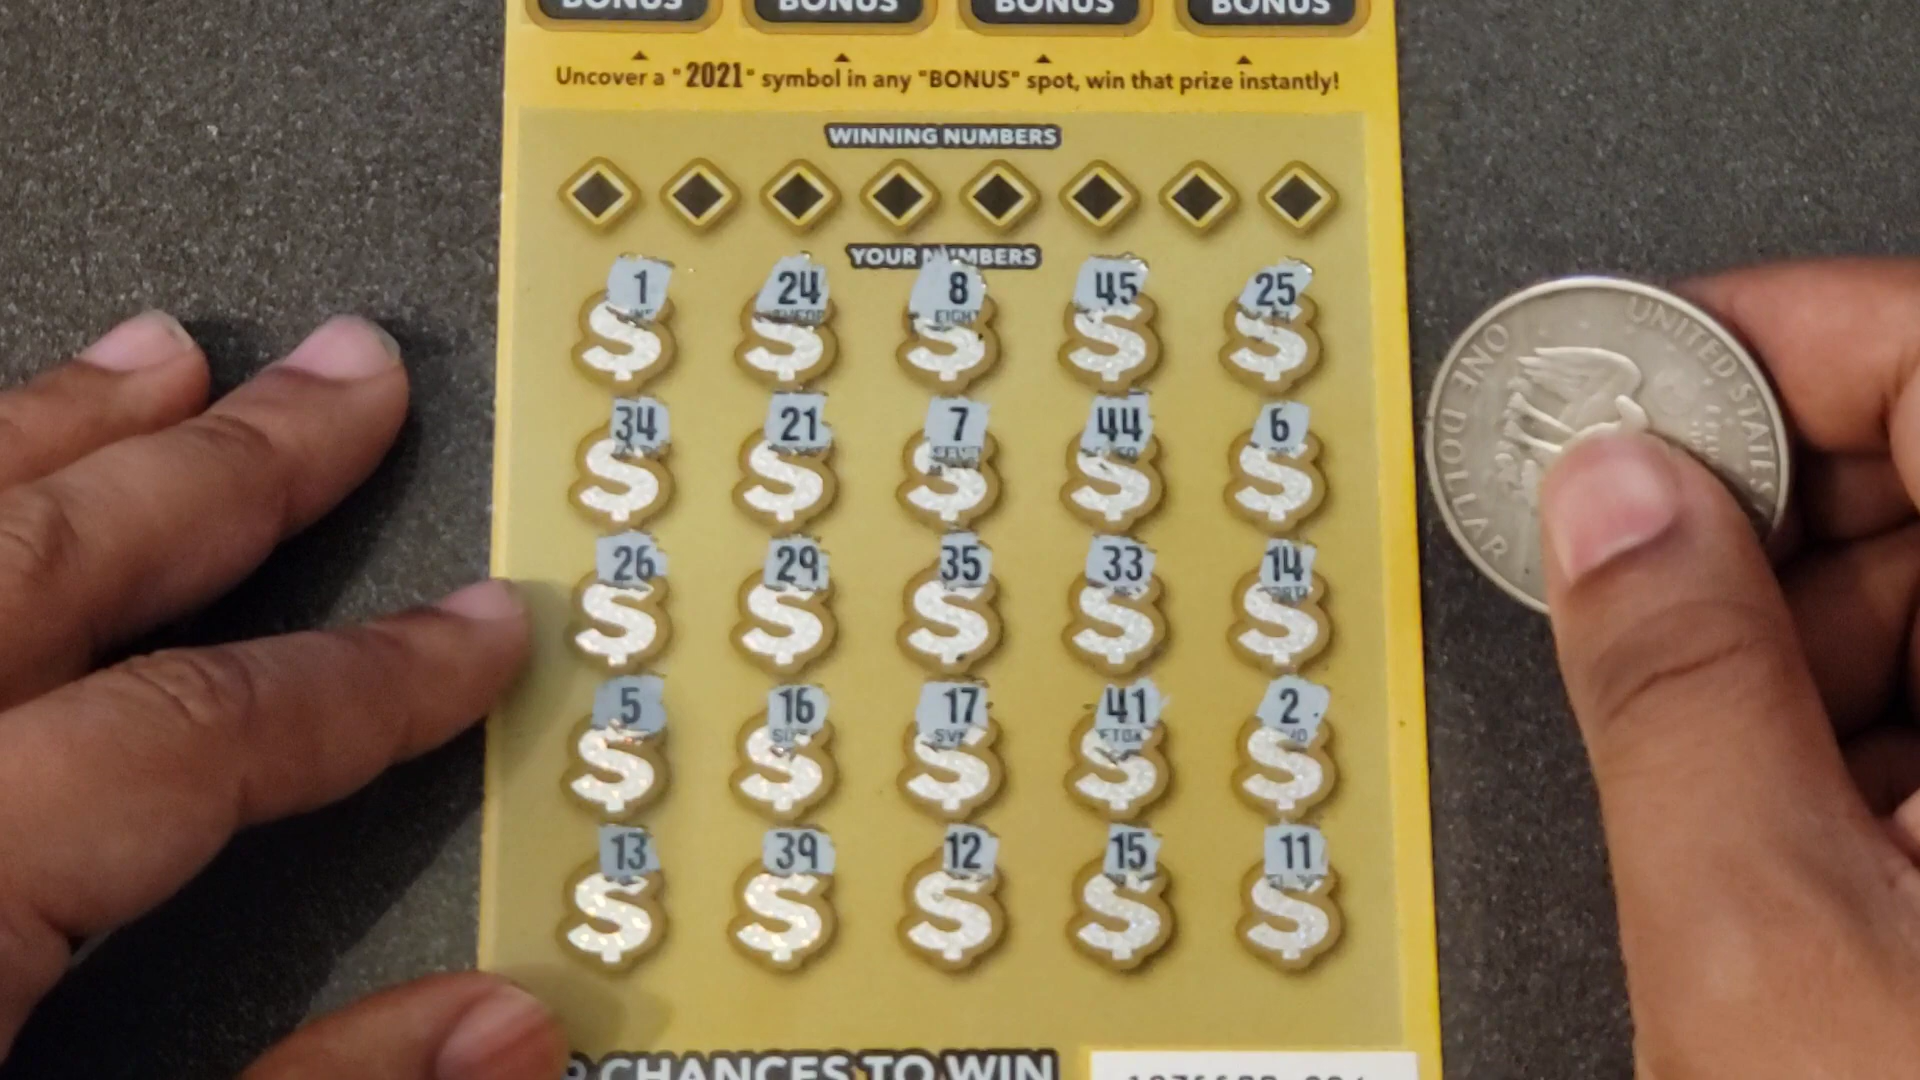 BONUS BONUS BONUS BONUS
Uncover a "2021" symbol in any "BONUS" spot, win that prize instantly!
WINNING NUMBERS
YOUR NUMBERS
1 24 8 45 25
EIGHT
34 21 7 44 6
26 29 35 33 14
5 16 17 41 2
13 39 12 15 11
CHANCES TO WIN
ONE DOLLAR
UNITED STATES